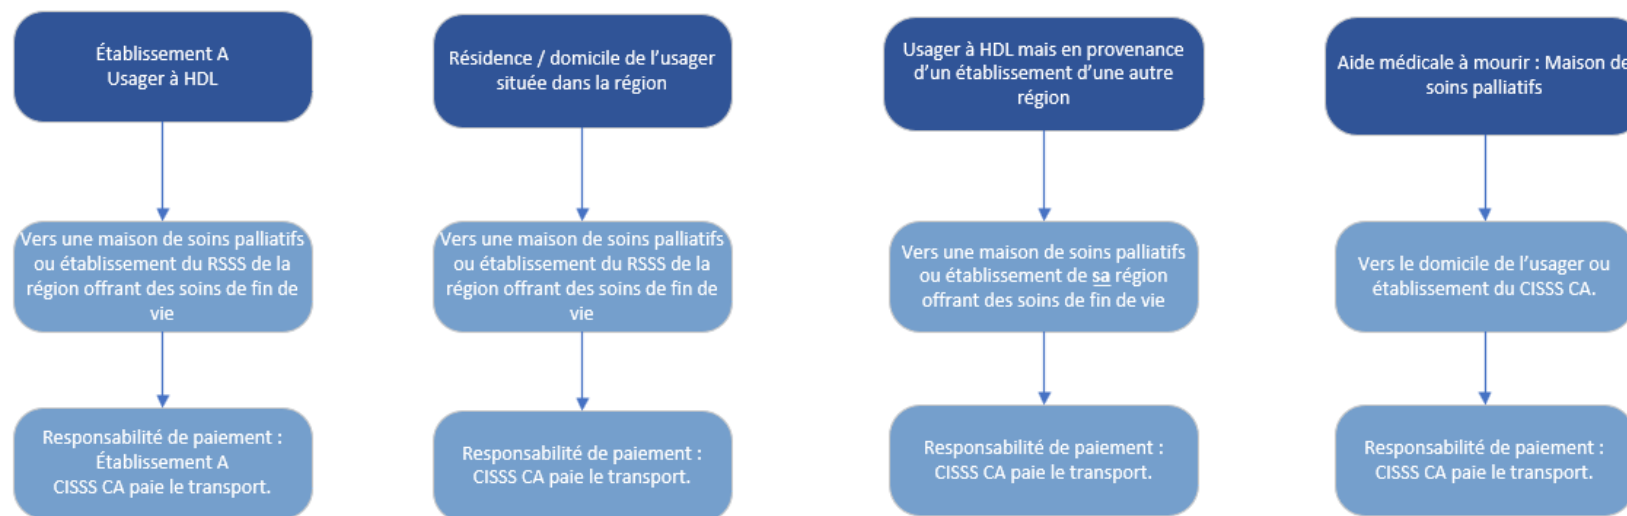 Établissement A
Usager à HDL
Résidence / domicile de l'usager
située dans la région
Usager à HDL mais en provenance
d'un établissement d'une autre
région
Aide médicale à mourir : Maison de
soins palliatifs
Vers une maison de soins palliatifs
ou établissement du RSSS de la
région offrant des soins de fin de
vie
Vers une maison de soins palliatifs
ou établissement du RSSS de la
région offrant des soins de fin de
vie
Vers une maison de soins palliatifs
ou établissement de sa région
offrant des soins de fin de vie
Vers le domicile de l'usager ou
établissement du CISSS CA.
Responsabilité de paiement :
Établissement A
CISSS CA paie le transport.
Responsabilité de paiement :
CISSS CA paie le transport.
Responsabilité de paiement :
CISSS CA paie le transport.
Responsabilité de paiement :
CISSS CA paie le transport.